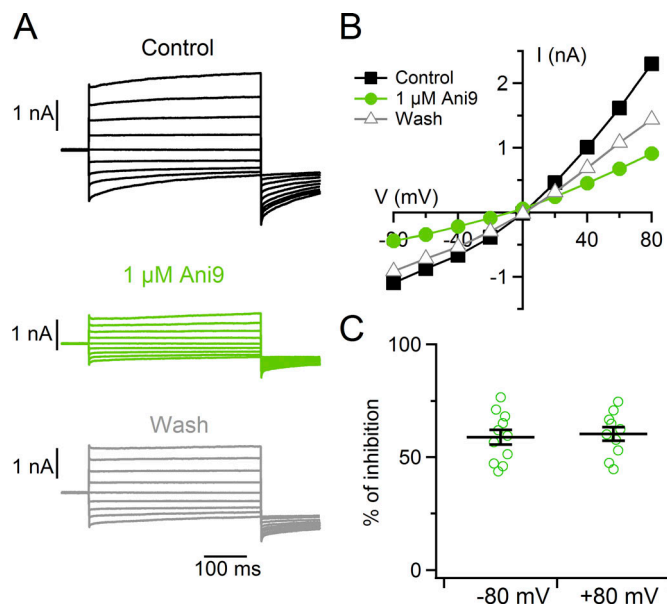 A
Control
1 nA
1 µM Ani9
1 nA
Wash
1 nA
100 ms
B
I (nA)
Control
1 µM Ani9
Wash
2
1
V (mV)
-80
-40
40
80
-1
C
100
50
0
% of inhibition
-80 mV
+80 mV